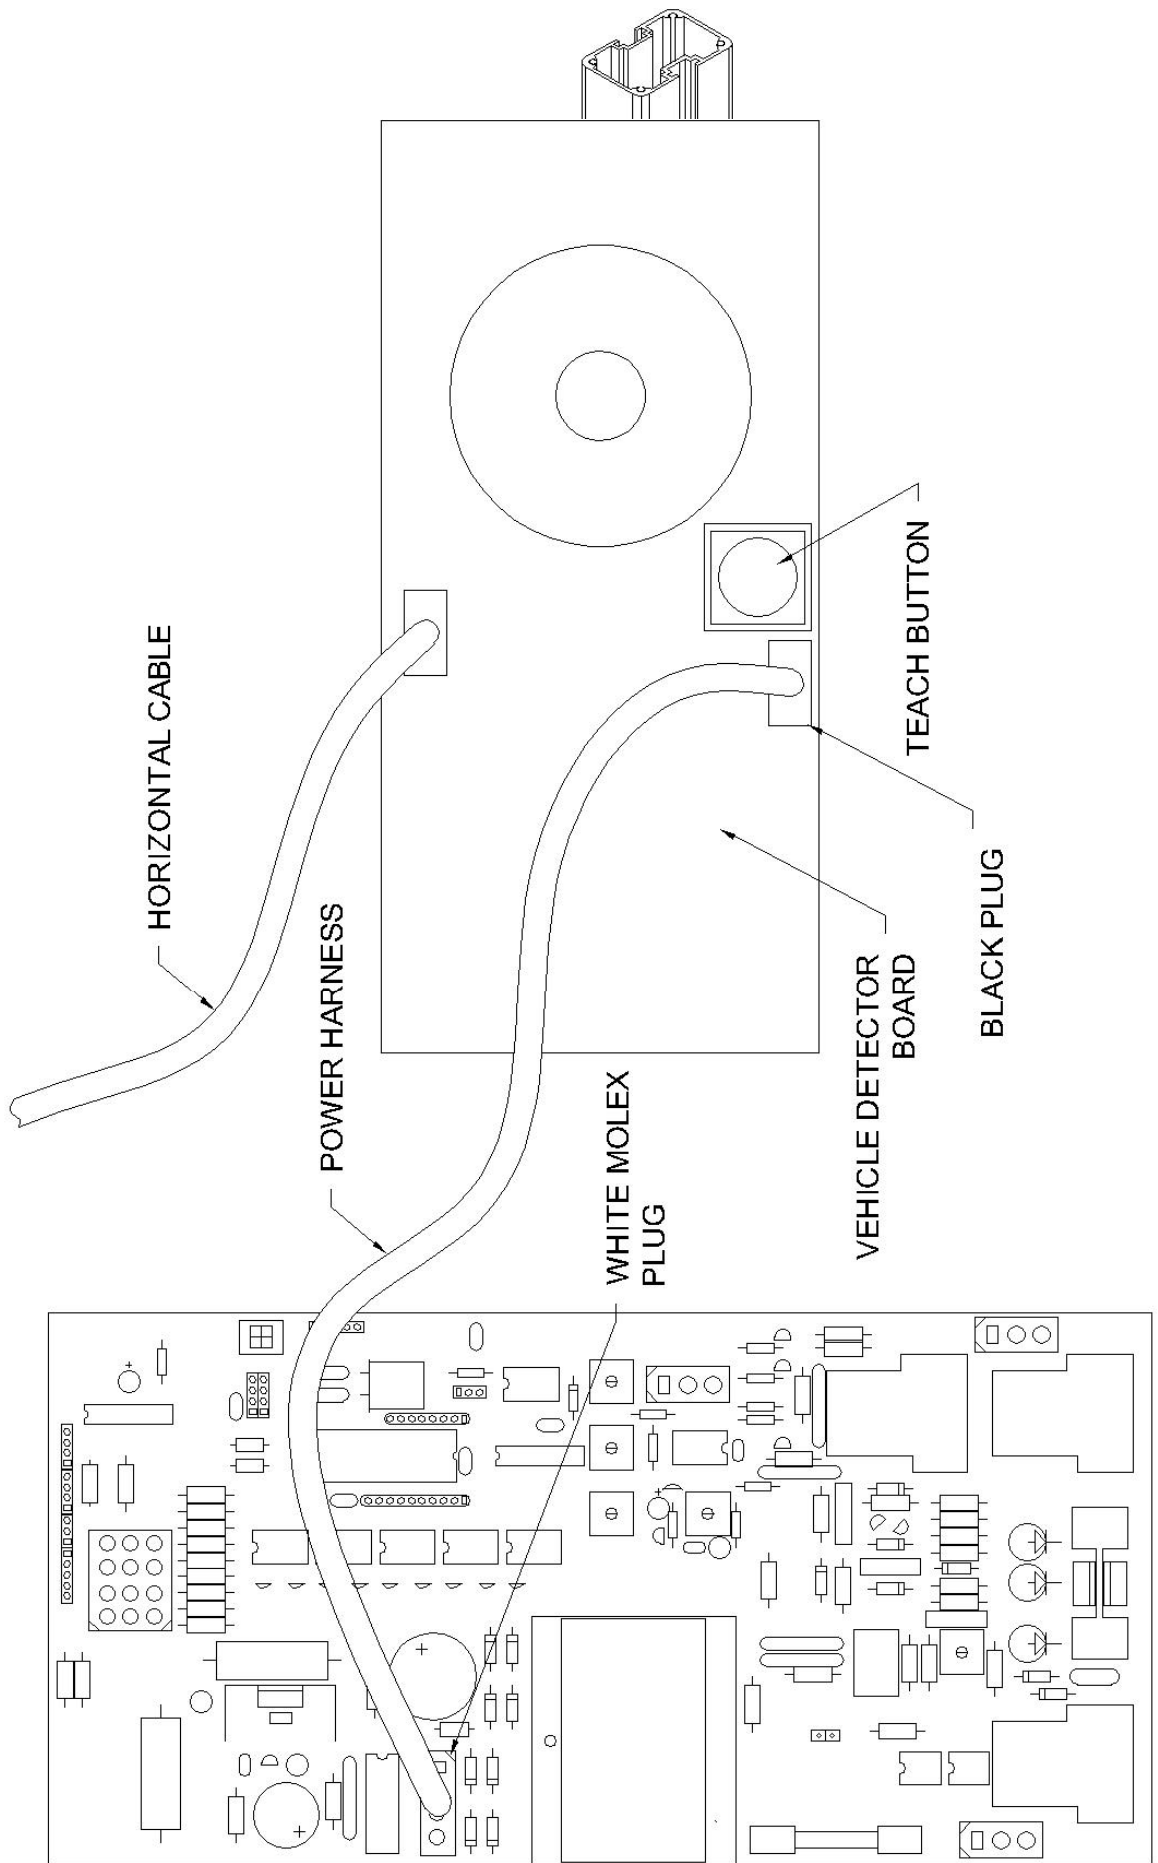 HORIZONTAL CABLE
POWER HARNESS
WHITE MOLEX
PLUG
VEHICLE DETECTOR
BOARD
TEACH BUTTON
BLACK PLUG